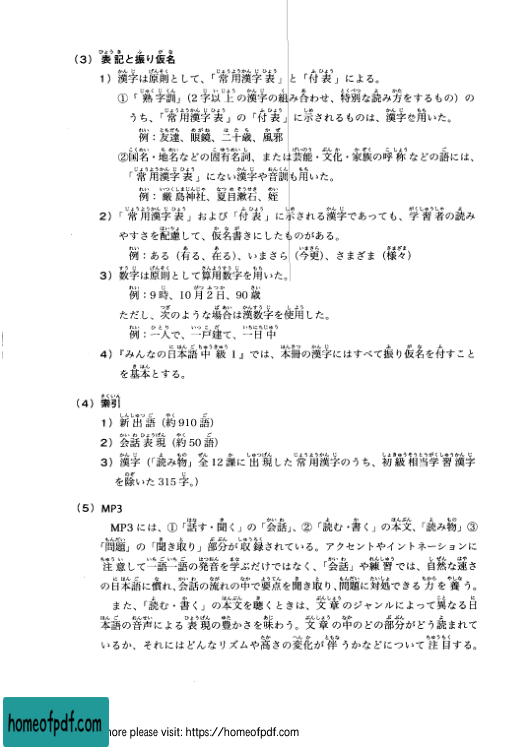 （3）表記と振り仮名
1）漢字は原則として、「常用漢字表」と「付表」による。
①「熟字訓」（2字以上の漢字の組み合わせ、特別な読み方をするもの）の
うち、「常用漢字表」の「付表」に示されるものは、漢字を用いた。
例：友達、眼鏡、二十歳、風邪
②国名・地名などの固有名詞、または芸能・文化・家族の呼称などの語には、
「常用漢字表」にない漢字や音訓も用いた。
例：厳島神社、夏目漱石、姪
2）「常用漢字表」および「付表」に示される漢字であっても、学習者の読み
やすさを配慮して、仮名書きにしたものがある。
例：ある（有る、在る）、いまさら（今更）、さまざま（様々）
3）数字は原則として算用数字を用いた。
例：9時、10月2日、90歳
ただし、次のような場合は漢数字を使用した。
例：一人で、一戸建て、一日中
4）『みんなの日本語中級Ⅰ』では、本冊の漢字にはすべて振り仮名を付すこと
を基本とする。
（4）索引
1）新出語（約910語）
2）会話表現（約50語）
3）漢字（「読み物」全12課に出現した常用漢字のうち、初級相当学習漢字
を除いた315字。）
（5）MP3
MP3には、①「話す・聞く」の「会話」、②「読む・書く」の本文、「読み物」③
「問題」の「聞き取り」部分が収録されている。アクセントやイントネーションに
注意して一語一語の発音を学ぶだけではなく、「会話」や練習では、自然な速さ
の日本語に慣れ、会話の流れの中で要点を聞き取り、問題に対処できる力を養う。
また、「読む・書く」の本文を聴くときは、文章のジャンルによって異なる日
本語の音声による表現の豊かさを味わう。文章の中のどの部分がどう読まれて
いるか、それにはどんなリズムや高さの変化が伴うかなどについて注目する。
homeofpdf.com
more please visit: https://homeofpdf.com